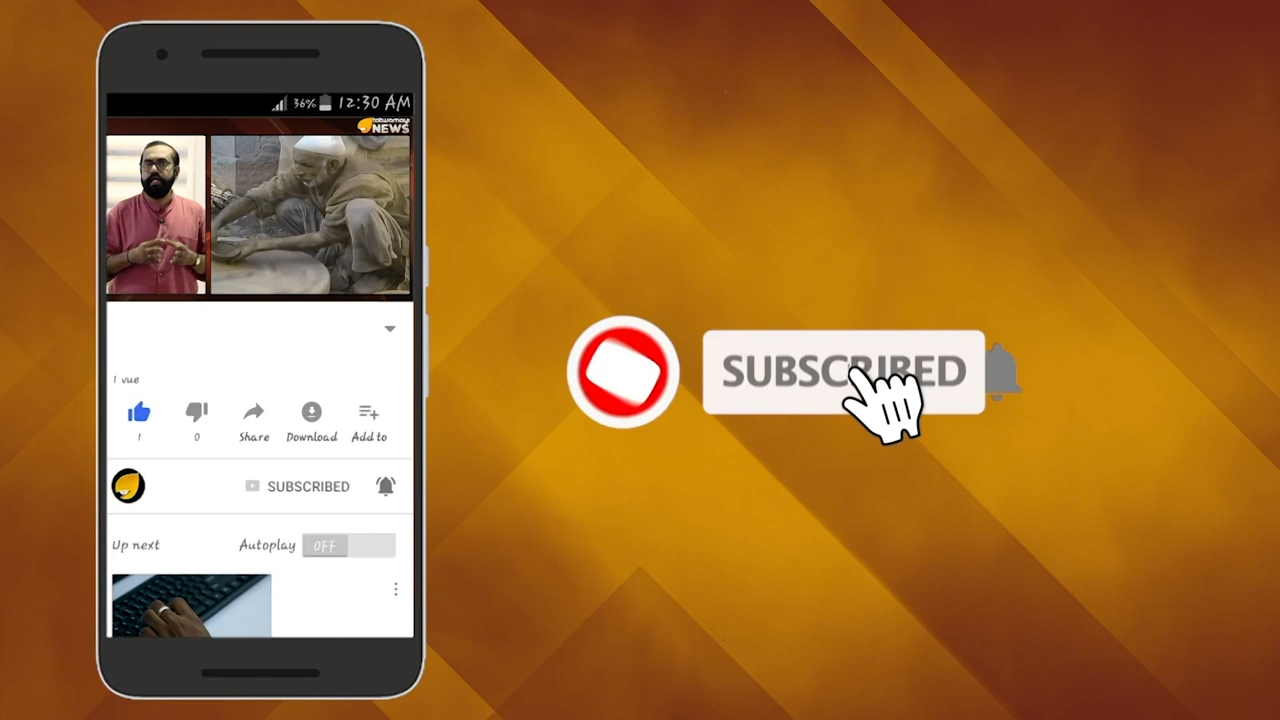 36% 12:30 AM
tatwamayi
NEWS
1 vue
1 0 Share Download Add to
SUBSCRIBED
Up next Autoplay OFF
SUBSCRIBED